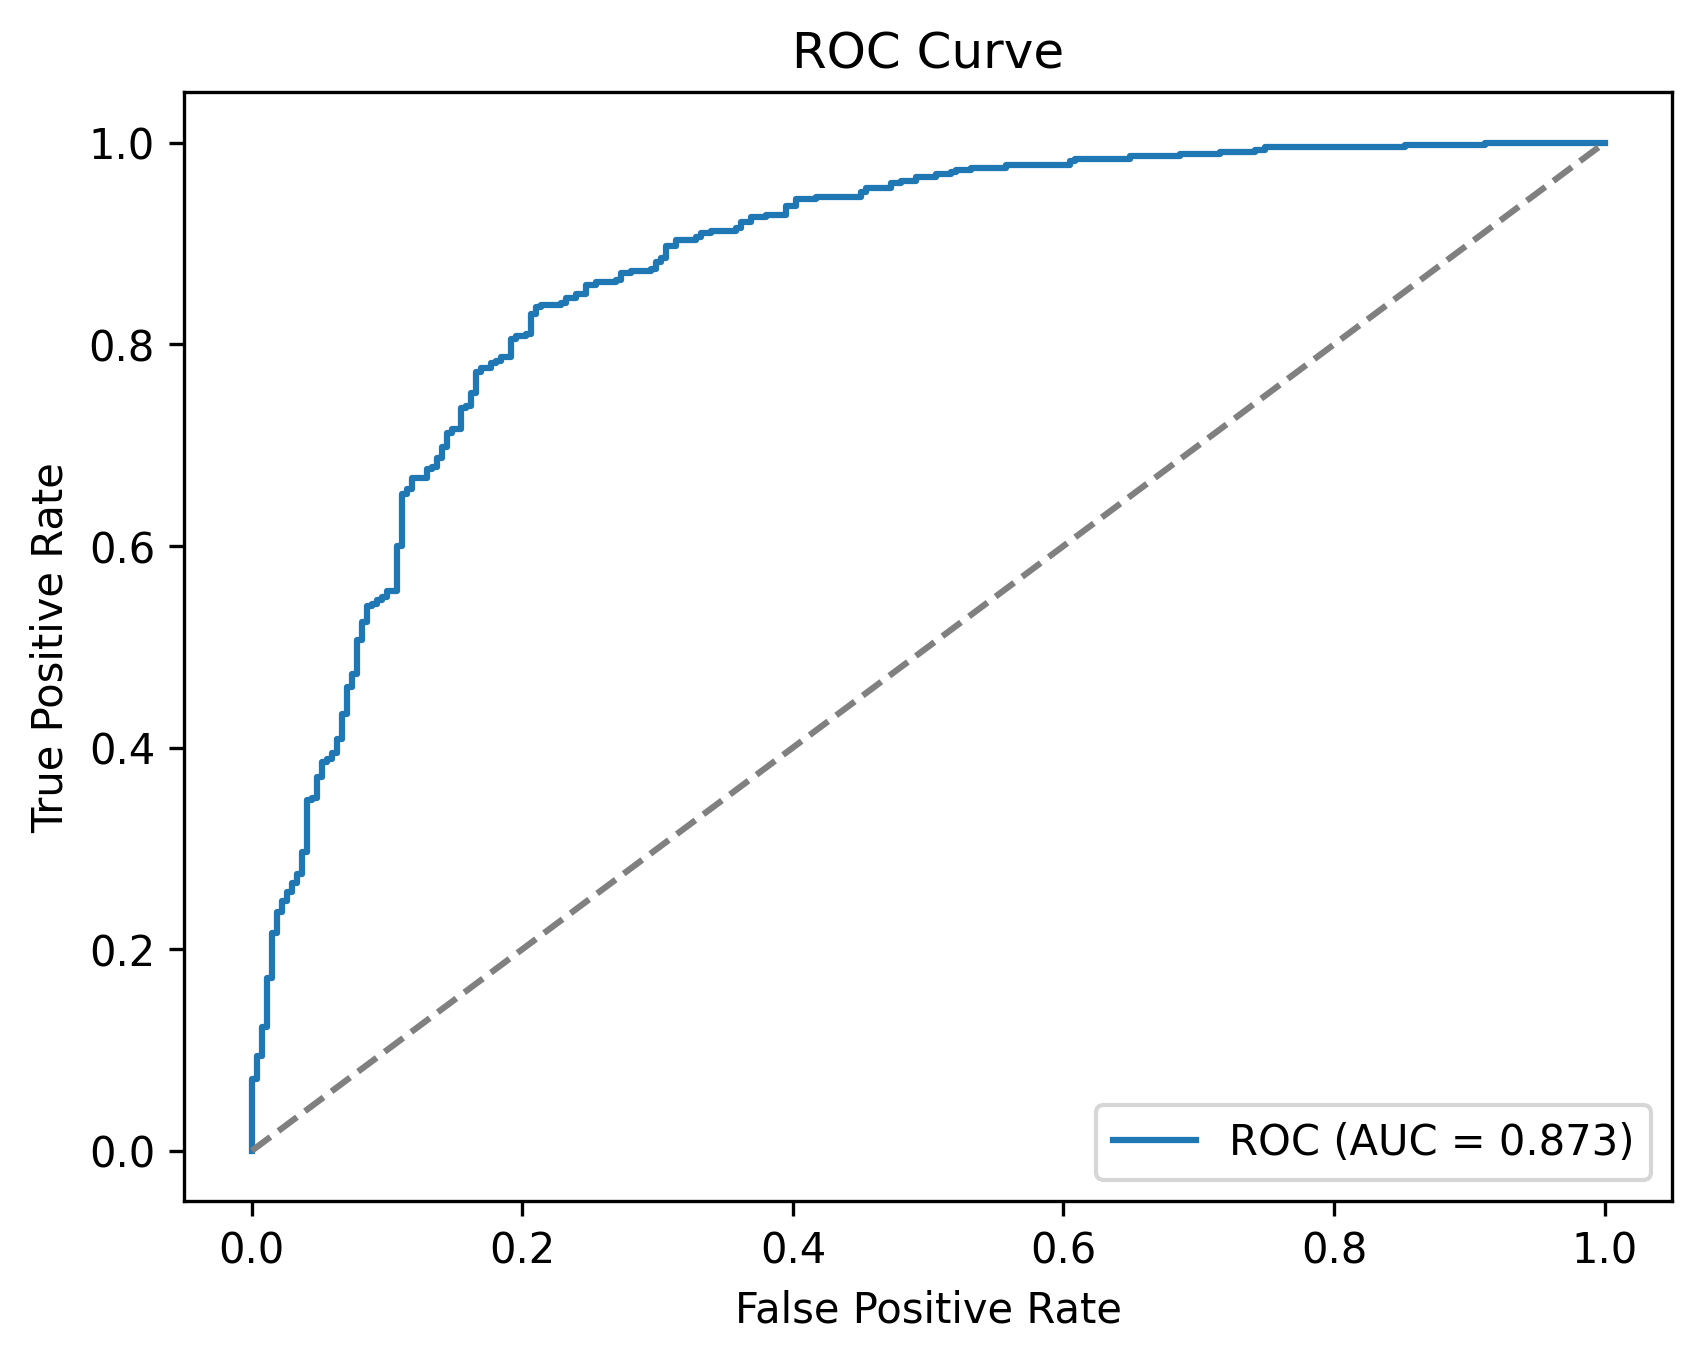 ROC Curve
1.0
0.8
0.6
0.4
0.2
0.0
True Positive Rate
ROC (AUC = 0.873)
0.0 0.2 0.4 0.6 0.8 1.0
False Positive Rate